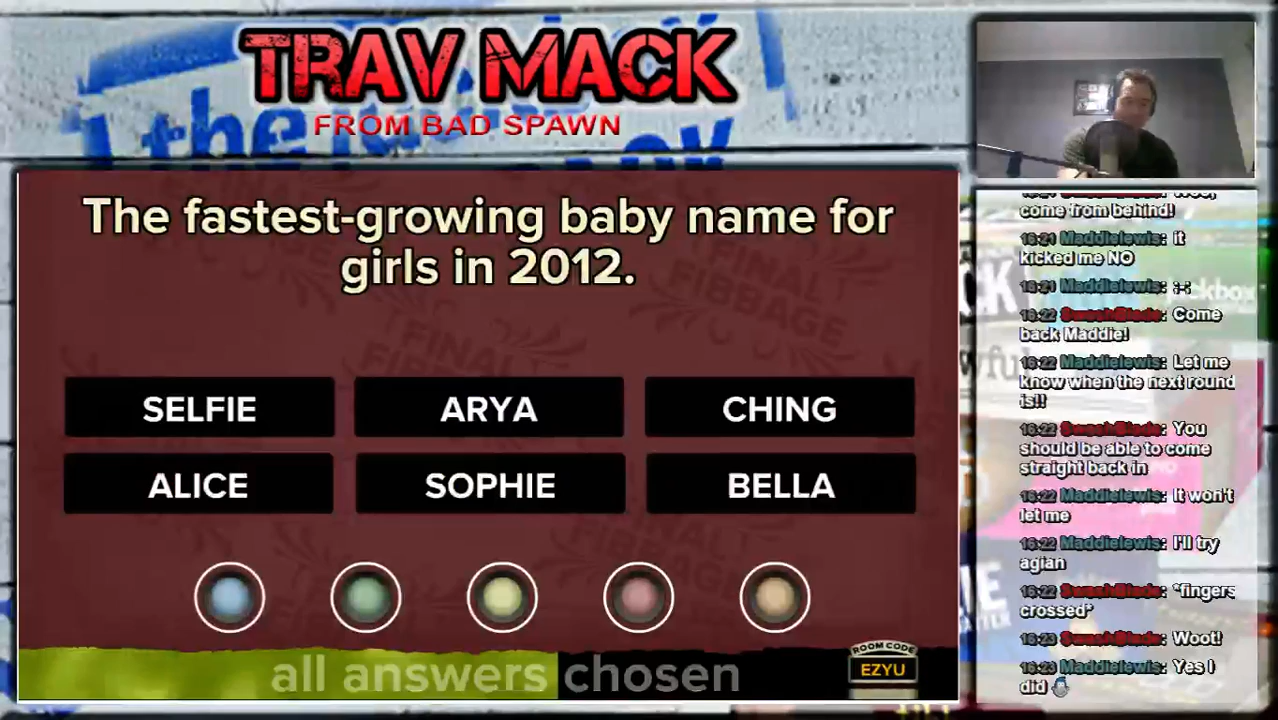 TRAV MACK
FROM BAD SPAWN
The fastest-growing baby name for
girls in 2012.
SELFIE
ARYA
CHING
ALICE
SOPHIE
BELLA
all answers chosen
ROOM CODE
EZYU
come from behind!
16:21 Maddielewis: it
kicked me NO
16:21 Maddielewis: :-:
16:22 SwashBlade: Come
back Maddie!
16:22 Maddielewis: Let me
know when the next round
is!!
16:22 SwashBlade: You
should be able to come
straight back in
16:22 Maddielewis: It won't
let me
16:22 Maddielewis: I'll try
agian
16:22 SwashBlade: *fingers
crossed*
16:23 SwashBlade: Woot!
16:23 Maddielewis: Yes I
did